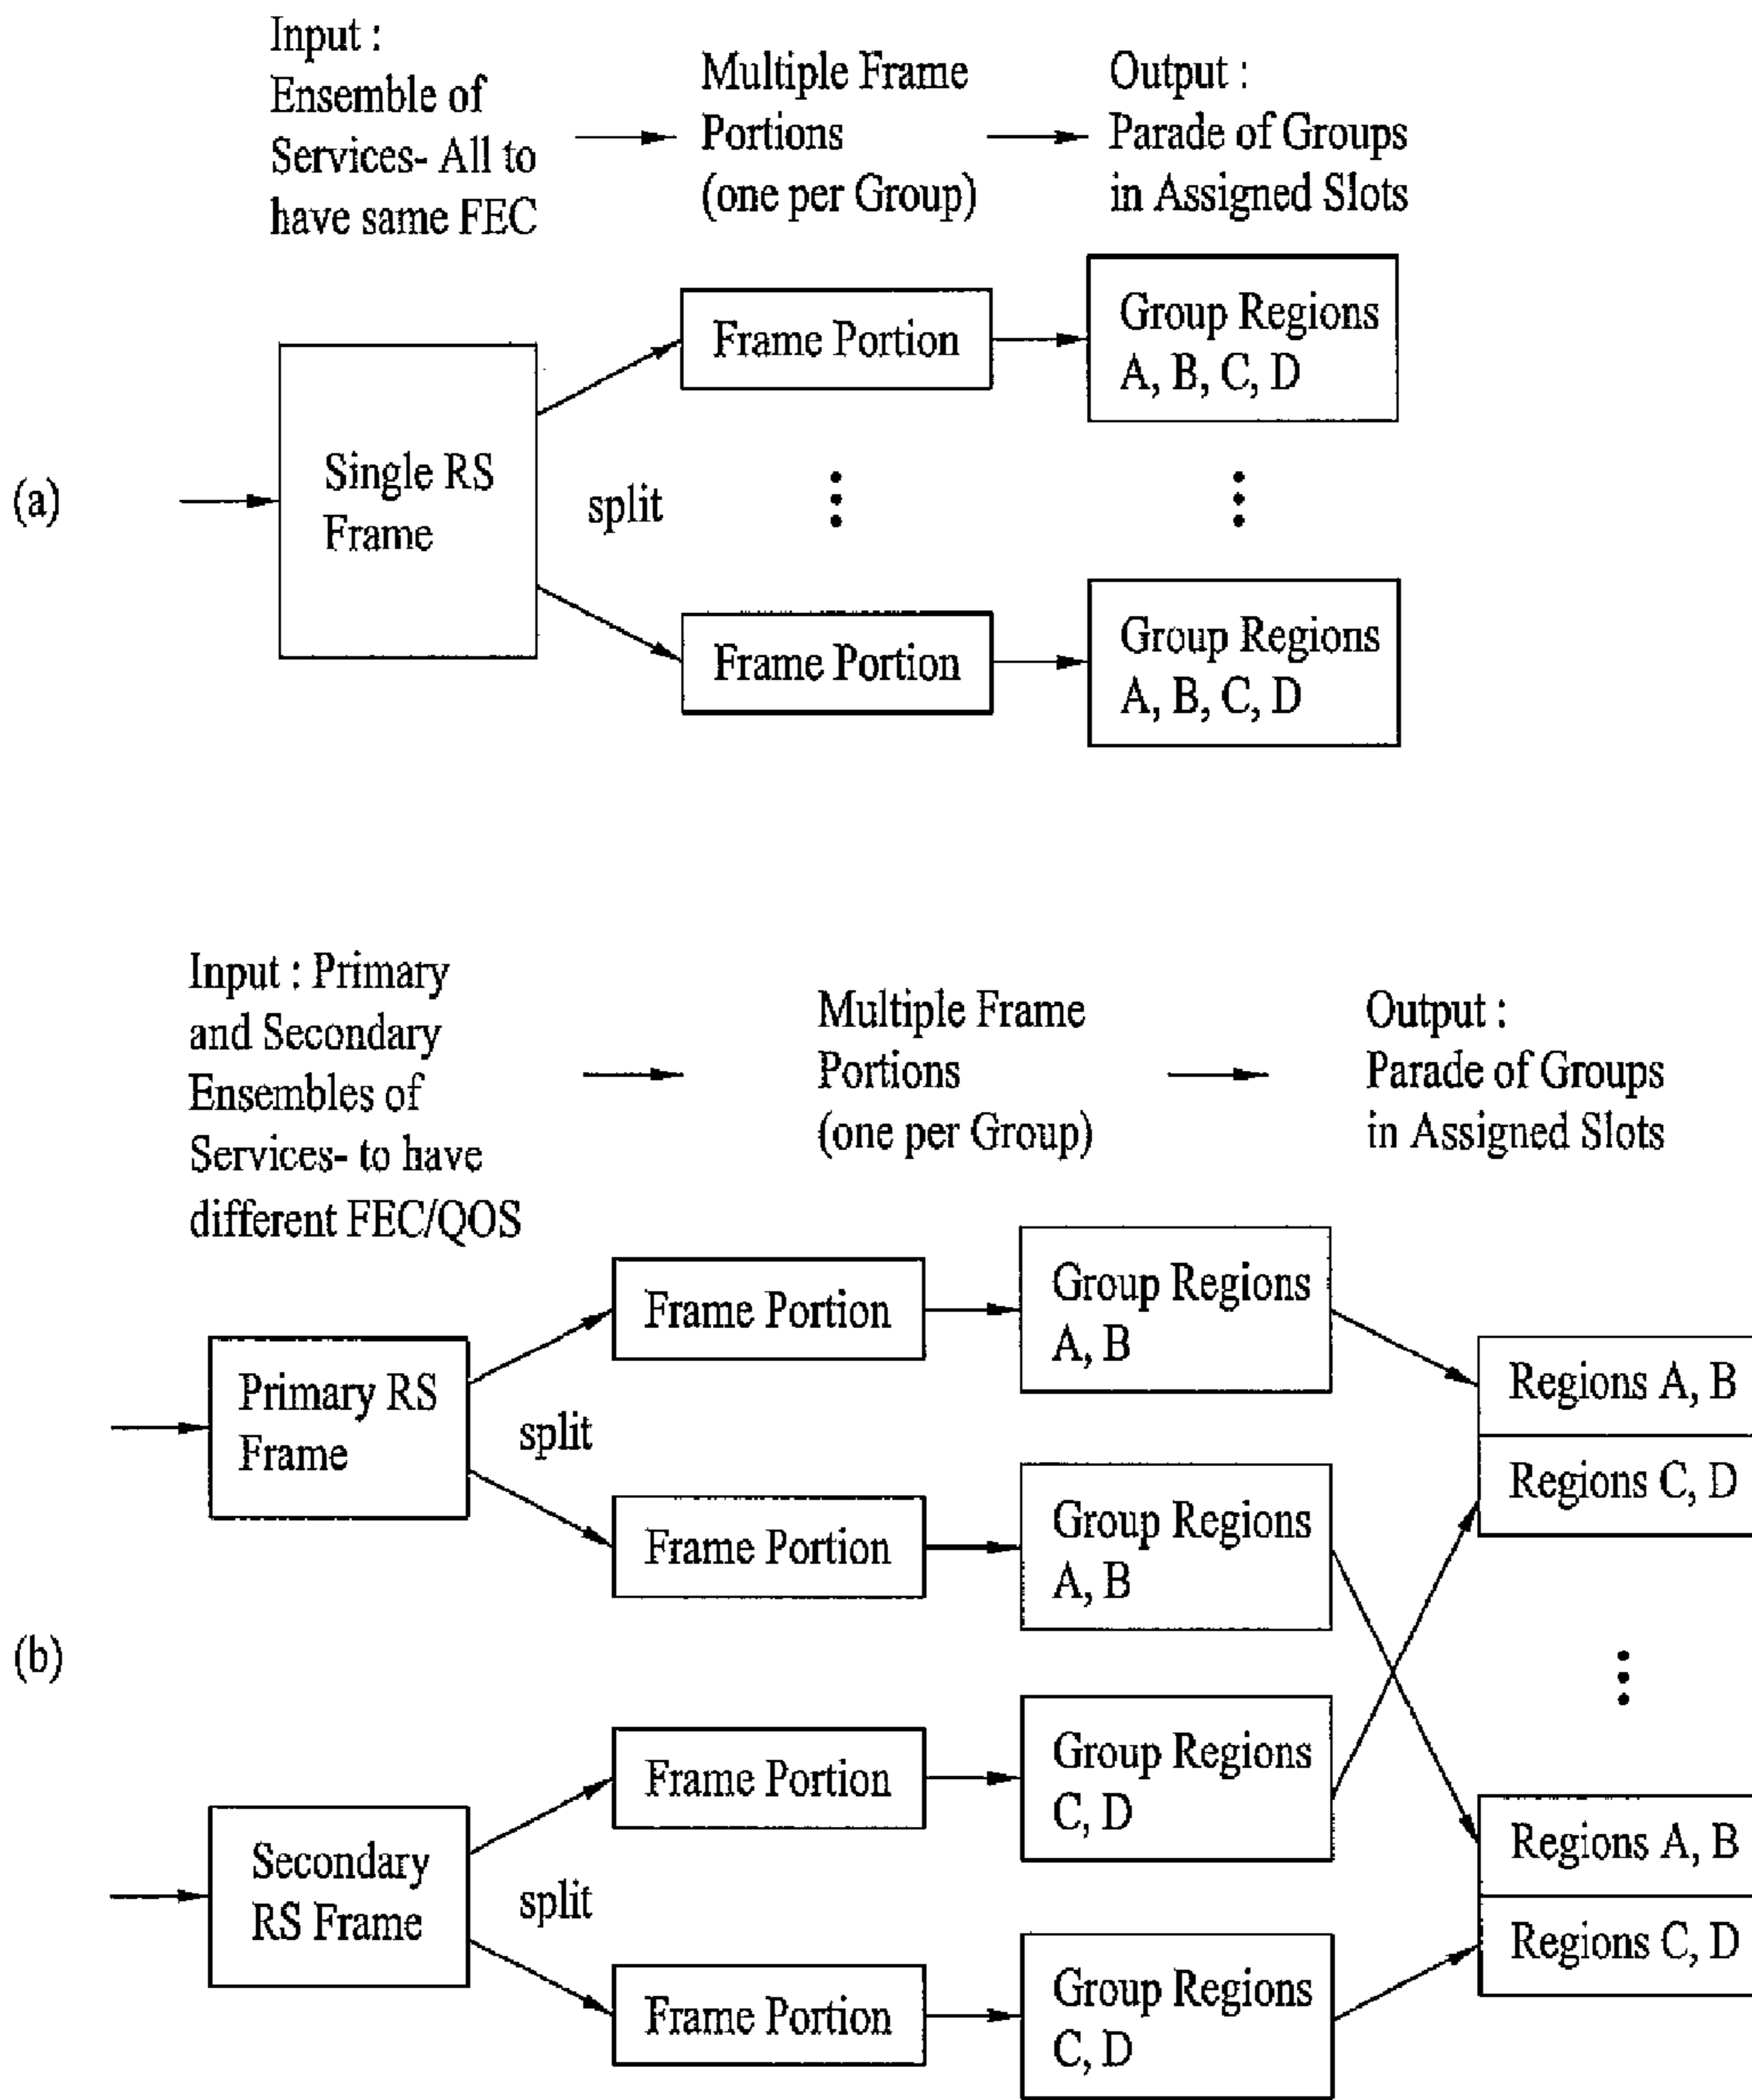 Input :
Ensemble of
Services- All to
have same FEC
Multiple Frame
Portions
(one per Group)
Output :
Parade of Groups
in Assigned Slots
(a)
Single RS
Frame
split
Frame Portion
Group Regions
A, B, C, D
Frame Portion
Group Regions
A, B, C, D
Input : Primary
and Secondary
Ensembles of
Services- to have
different FEC/QOS
Multiple Frame
Portions
(one per Group)
Output :
Parade of Groups
in Assigned Slots
(b)
Primary RS
Frame
split
Frame Portion
Group Regions
A, B
Frame Portion
Group Regions
A, B
Secondary
RS Frame
split
Frame Portion
Group Regions
C, D
Frame Portion
Group Regions
C, D
Regions A, B
Regions C, D
Regions A, B
Regions C, D